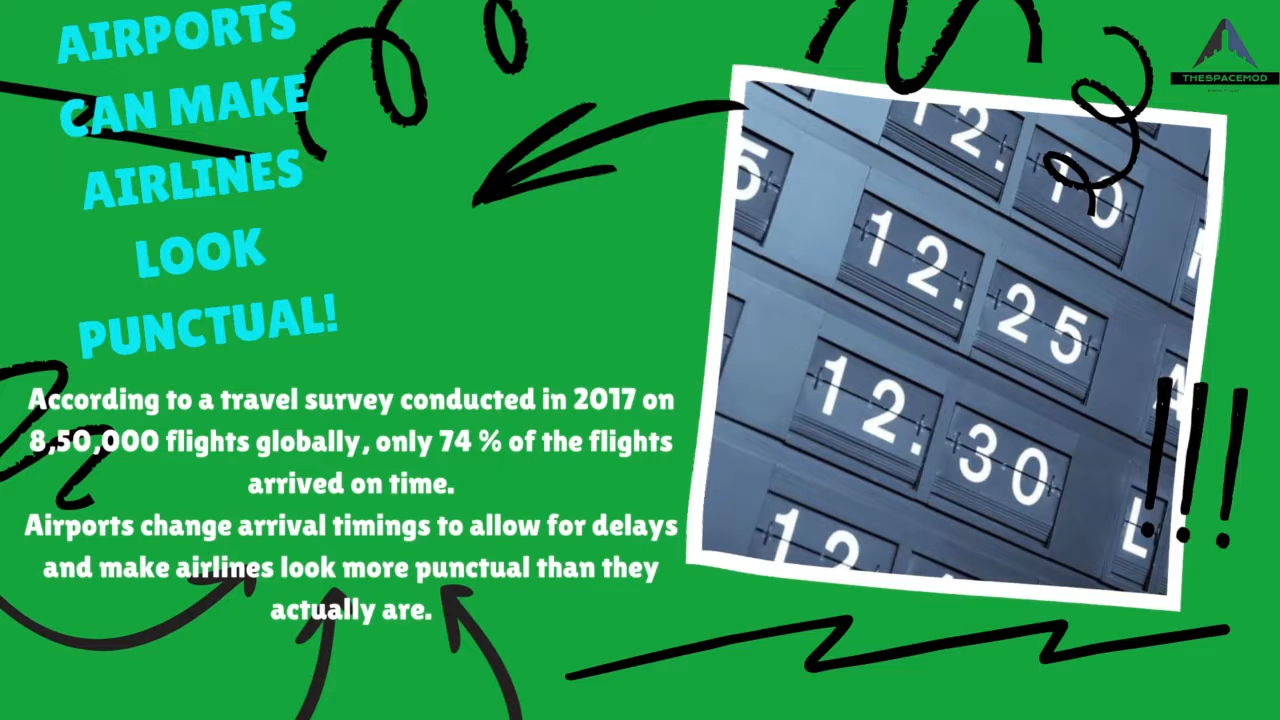 AIRPORTS
CAN MAKE
AIRLINES
LOOK
PUNCTUAL!
According to a travel survey conducted in 2017 on
8,50,000 flights globally, only 74 % of the flights
arrived on time.
Airports change arrival timings to allow for delays
and make airlines look more punctual than they
actually are.
THESPACEMOD
12. 10
5
12. 25
12. 30
12.
L
!!!